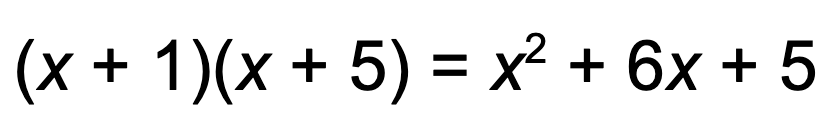 (x + 1)(x + 5) = x² + 6x + 5